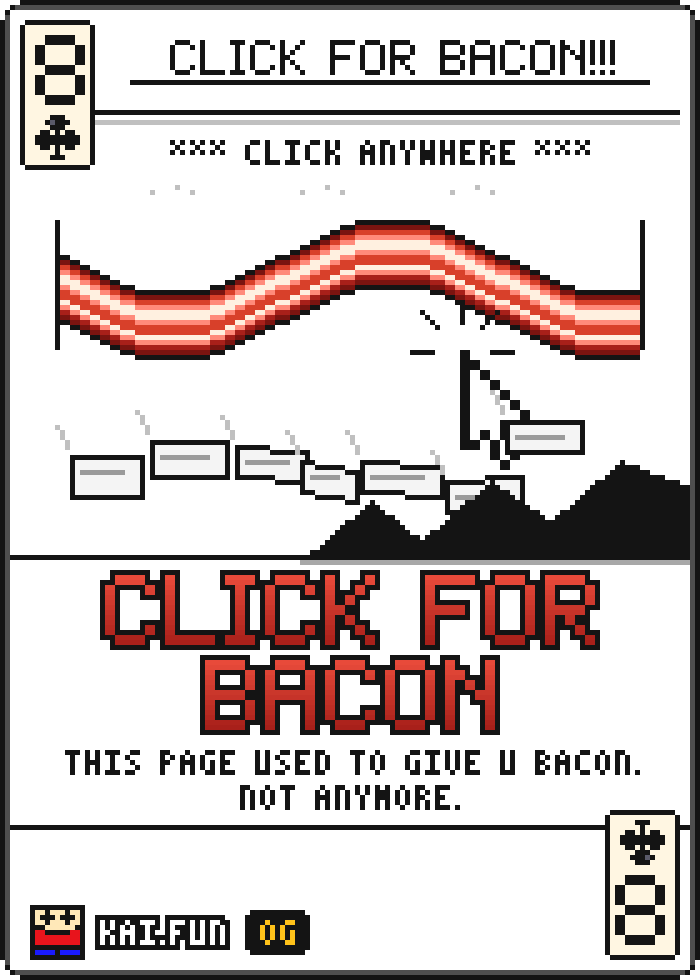 8
CLICK FOR BACON!!!
*** CLICK ANYWHERE ***
CLICK FOR
BACON
THIS PAGE USED TO GIVE U BACON.
NOT ANYMORE.
8
KAI.FUN OG